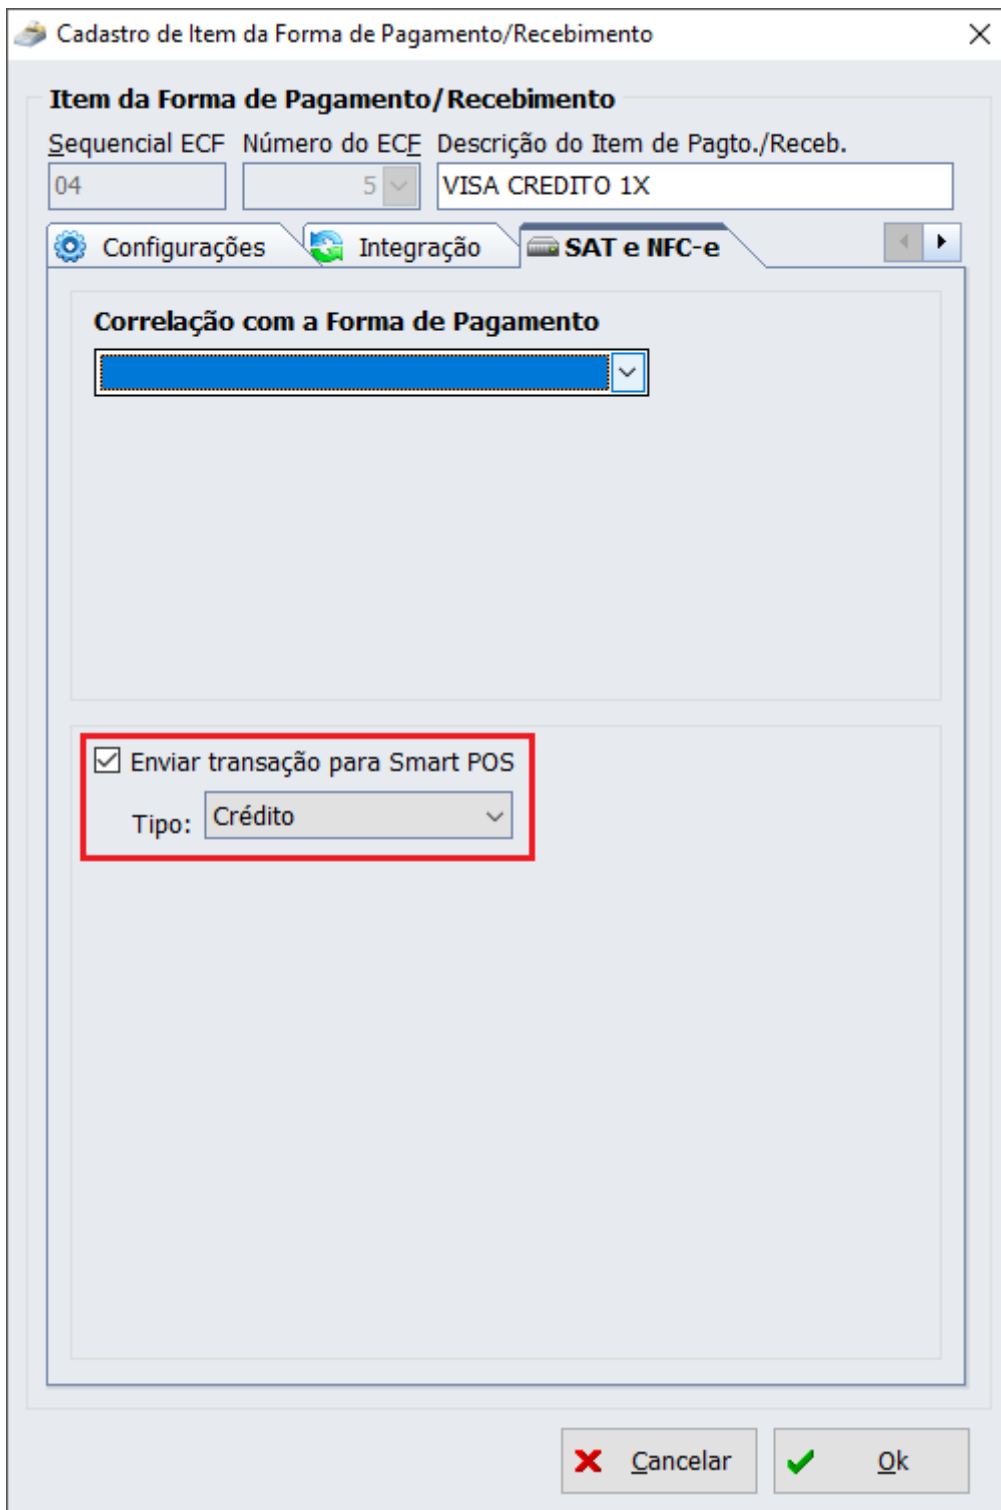 Cadastro de Item da Forma de Pagamento/Recebimento
Item da Forma de Pagamento/Recebimento
Sequencial ECF Número do ECF Descrição do Item de Pagto./Receb.
04 5 VISA CREDITO 1X
Configurações Integração SAT e NFC-e
Correlação com a Forma de Pagamento
Enviar transação para Smart POS
Tipo: Crédito
Cancelar Ok